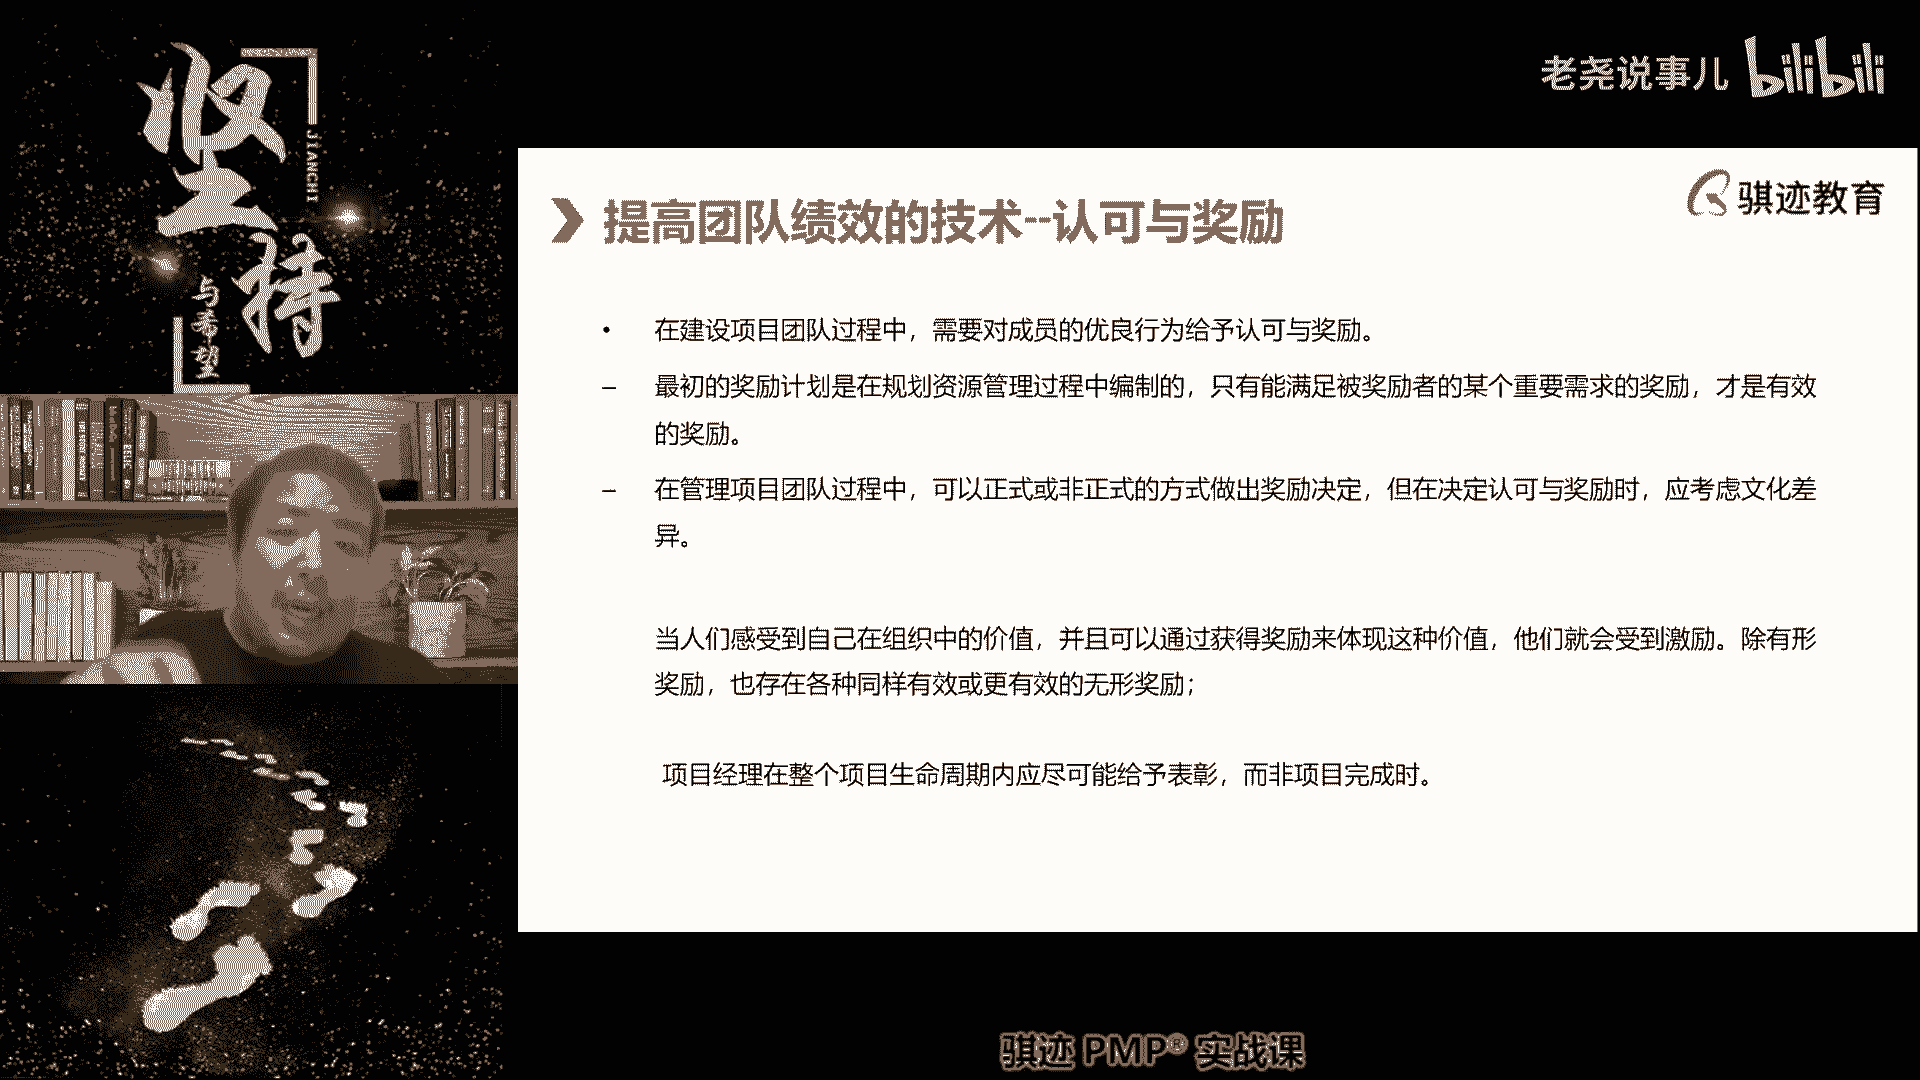 坚持
JIANCHI
与希望
老尧说事儿 bilibili
骐迹教育
提高团队绩效的技术--认可与奖励
• 在建设项目团队过程中，需要对成员的优良行为给予认可与奖励。
– 最初的奖励计划是在规划资源管理过程中编制的，只有能满足被奖励者的某个重要需求的奖励，才是有效
的奖励。
– 在管理项目团队过程中，可以正式或非正式的方式做出奖励决定，但在决定认可与奖励时，应考虑文化差
异。
当人们感受到自己在组织中的价值，并且可以通过获得奖励来体现这种价值，他们就会受到激励。除有形
奖励，也存在各种同样有效或更有效的无形奖励；
项目经理在整个项目生命周期内应尽可能给予表彰，而非项目完成时。
骐迹 PMP® 实战课